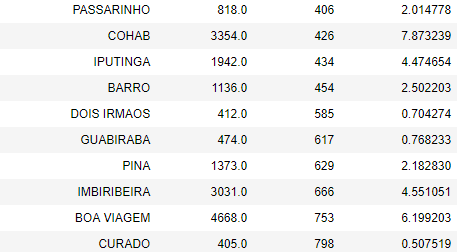 PASSARINHO 818.0 406 2.014778
COHAB 3354.0 426 7.873239
IPUTINGA 1942.0 434 4.474654
BARRO 1136.0 454 2.502203
DOIS IRMAOS 412.0 585 0.704274
GUABIRABA 474.0 617 0.768233
PINA 1373.0 629 2.182830
IMBIRIBEIRA 3031.0 666 4.551051
BOA VIAGEM 4668.0 753 6.199203
CURADO 405.0 798 0.507519